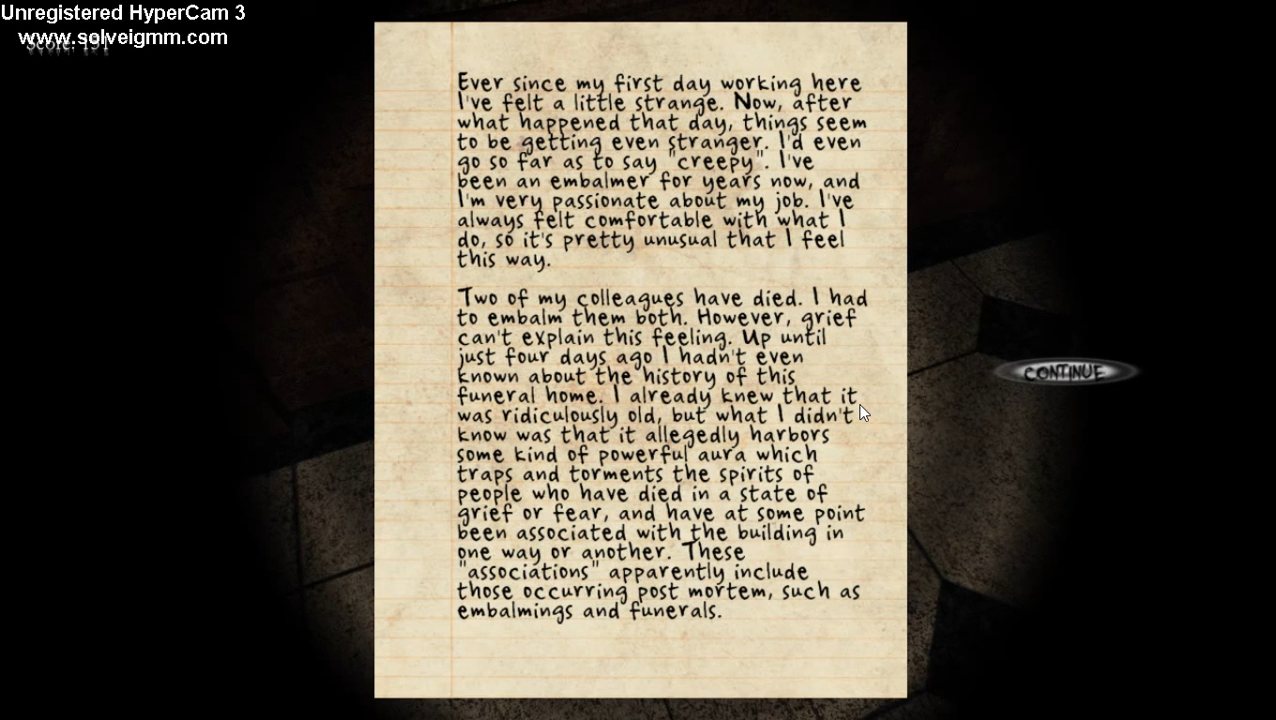 Unregistered HyperCam 3
www.solveigmm.com
Score: 191
Ever since my first day working here
I've felt a little strange. Now, after
what happened that day, things seem
to be getting even stranger. I'd even
go so far as to say "creepy". I've
been an embalmer for years now, and
I'm very passionate about my job. I've
always felt comfortable with what I
do, so it's pretty unusual that I feel
this way.
Two of my colleagues have died. I had
to embalm them both. However, grief
can't explain this feeling. Up until
just four days ago I hadn't even
known about the history of this
funeral home. I already knew that it
was ridiculously old, but what I didn't
know was that it allegedly harbors
some kind of powerful aura which
traps and torments the spirits of
people who have died in a state of
grief or fear, and have at some point
been associated with the building in
one way or another. These
"associations" apparently include
those occurring post mortem, such as
embalmings and funerals.
CONTINUE